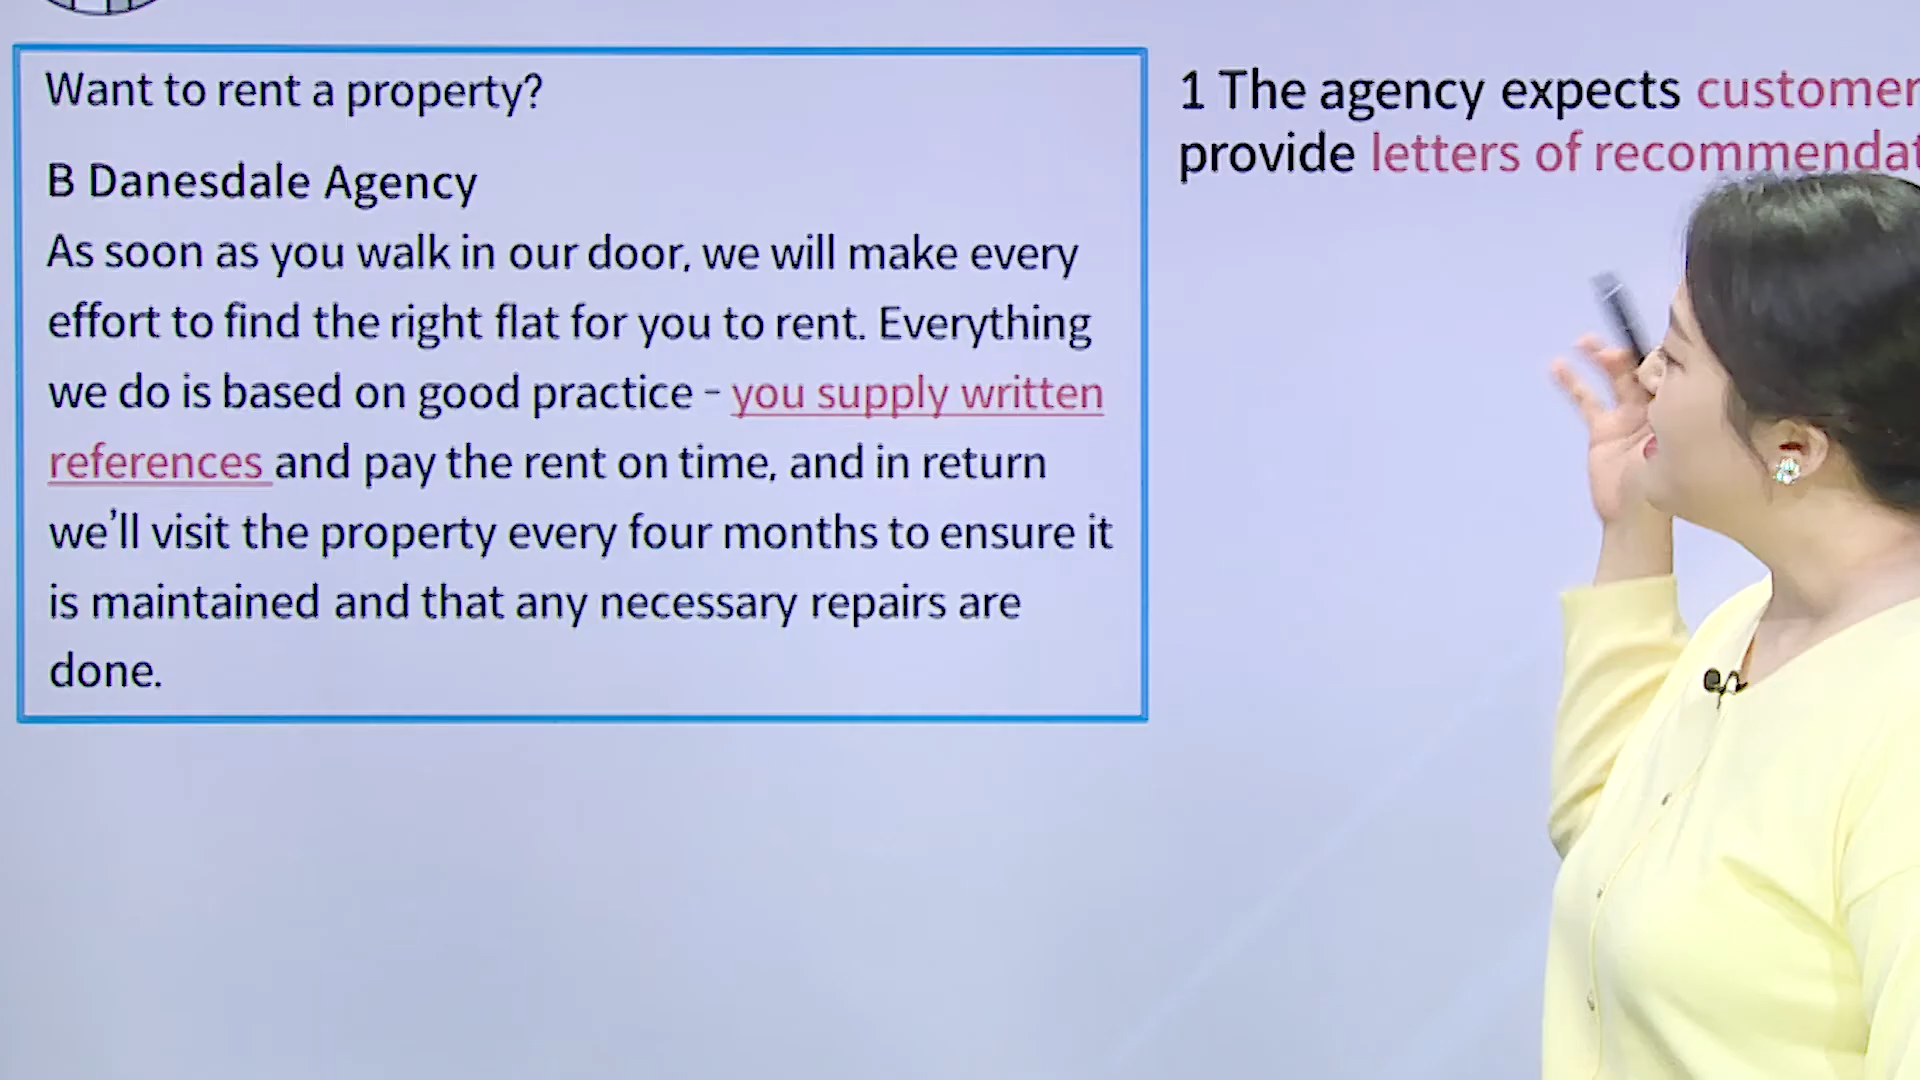 Want to rent a property?
B Danesdale Agency
As soon as you walk in our door, we will make every
effort to find the right flat for you to rent. Everything
we do is based on good practice - you supply written
references and pay the rent on time, and in return
we'll visit the property every four months to ensure it
is maintained and that any necessary repairs are
done.
1 The agency expects customer
provide letters of recommendat